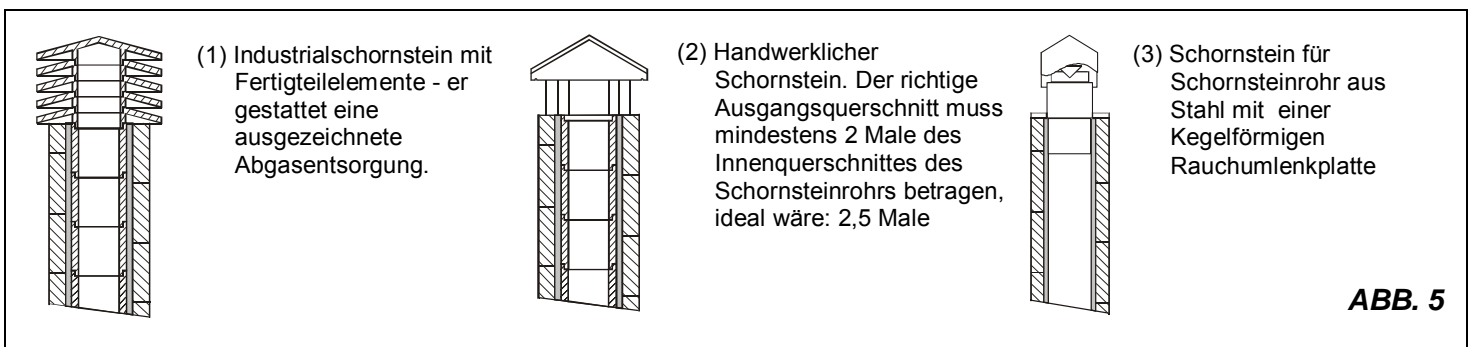 (1) Industrialschornstein mit
Fertigteilelemente - er
gestattet eine
ausgezeichnete
Abgasentsorgung.
(2) Handwerklicher
Schornstein. Der richtige
Ausgangsquerschnitt muss
mindestens 2 Male des
Innenquerschnittes des
Schornsteinrohrs betragen,
ideal wäre: 2,5 Male
(3) Schornstein für
Schornsteinrohr aus
Stahl mit einer
Kegelförmigen
Rauchumlenkplatte
ABB. 5